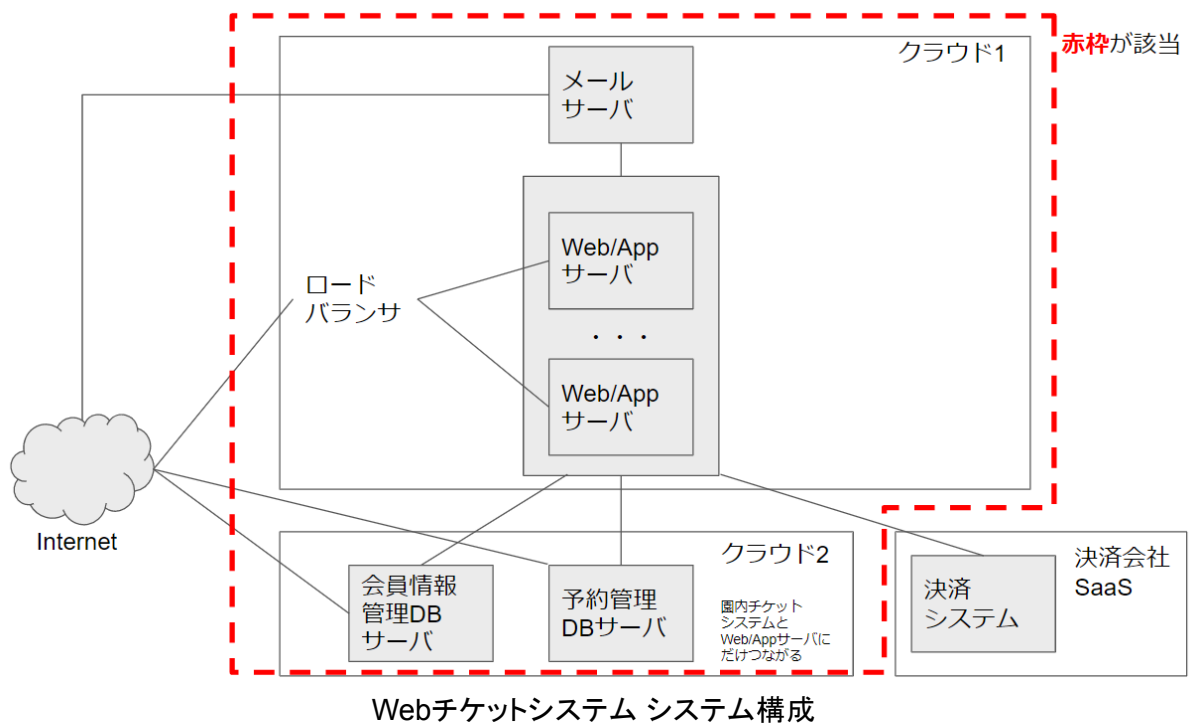 クラウド1
赤枠が該当
メール
サーバ
Web/App
サーバ
ロード
バランサ
・・・
Web/App
サーバ
Internet
クラウド2
会員情報
管理DB
サーバ
予約管理
DBサーバ
園内チケット
システムと
Web/Appサーバに
だけつながる
決済会社
SaaS
決済
システム
Webチケットシステム システム構成